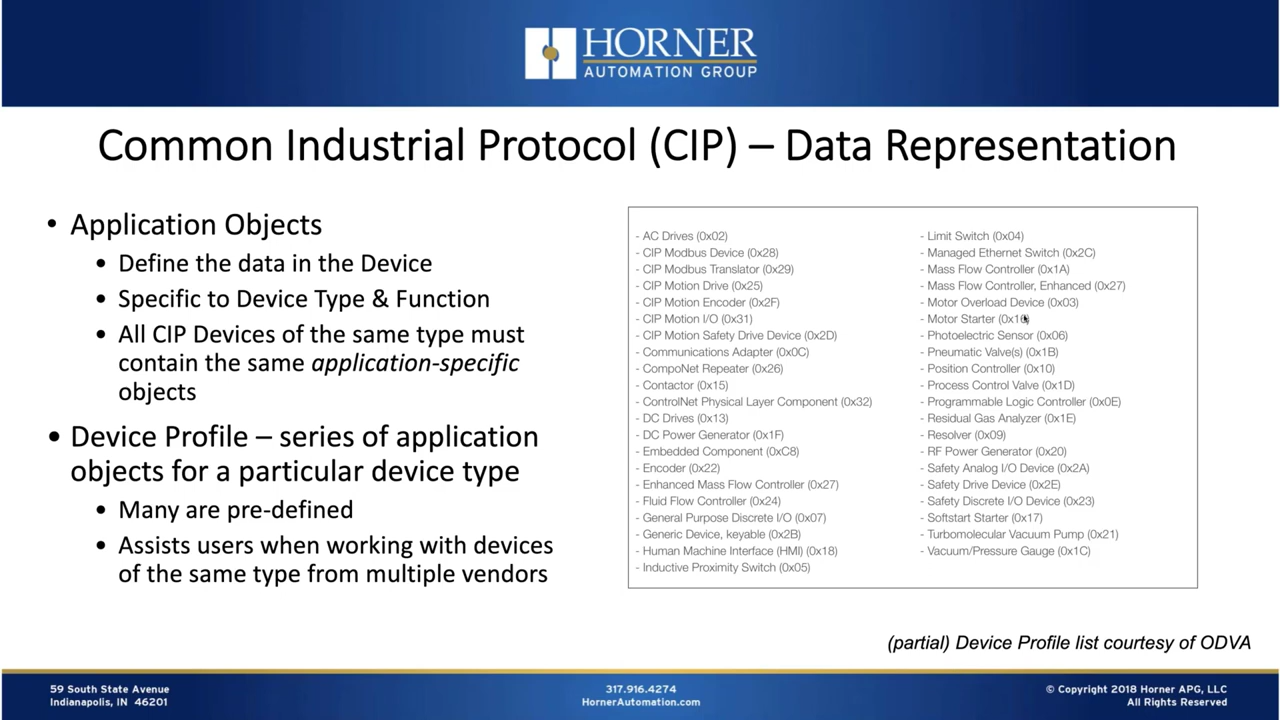 HORNER
AUTOMATION GROUP
Common Industrial Protocol (CIP) – Data Representation
• Application Objects
• Define the data in the Device
• Specific to Device Type & Function
• All CIP Devices of the same type must
contain the same application-specific
objects
• Device Profile – series of application
objects for a particular device type
• Many are pre-defined
• Assists users when working with devices
of the same type from multiple vendors
- AC Drives (0x02)
- CIP Modbus Device (0x28)
- CIP Modbus Translator (0x29)
- CIP Motion Drive (0x25)
- CIP Motion Encoder (0x2F)
- CIP Motion I/O (0x31)
- CIP Motion Safety Drive Device (0x2D)
- Communications Adapter (0x0C)
- CompoNet Repeater (0x26)
- Contactor (0x15)
- ControlNet Physical Layer Component (0x32)
- DC Drives (0x13)
- DC Power Generator (0x1F)
- Embedded Component (0xC8)
- Encoder (0x22)
- Enhanced Mass Flow Controller (0x27)
- Fluid Flow Controller (0x24)
- General Purpose Discrete I/O (0x07)
- Generic Device, keyable (0x2B)
- Human Machine Interface (HMI) (0x18)
- Inductive Proximity Switch (0x05)
- Limit Switch (0x04)
- Managed Ethernet Switch (0x2C)
- Mass Flow Controller (0x1A)
- Mass Flow Controller, Enhanced (0x27)
- Motor Overload Device (0x03)
- Motor Starter
- Photoelectric Sensor (0x06)
- Pneumatic Valve(s) (0x1B)
- Position Controller (0x10)
- Process Control Valve (0x1D)
- Programmable Logic Controller (0x0E)
- Residual Gas Analyzer (0x1E)
- Resolver (0x09)
- RF Power Generator (0x20)
- Safety Analog I/O Device (0x2A)
- Safety Drive Device (0x2E)
- Safety Discrete I/O Device (0x23)
- Softstart Starter (0x17)
- Turbomolecular Vacuum Pump (0x21)
- Vacuum/Pressure Gauge (0x1C)
(partial) Device Profile list courtesy of ODVA
59 South State Avenue
Indianapolis, IN 46201
317.916.4274
HornerAutomation.com
© Copyright 2018 Horner APG, LLC
All Rights Reserved